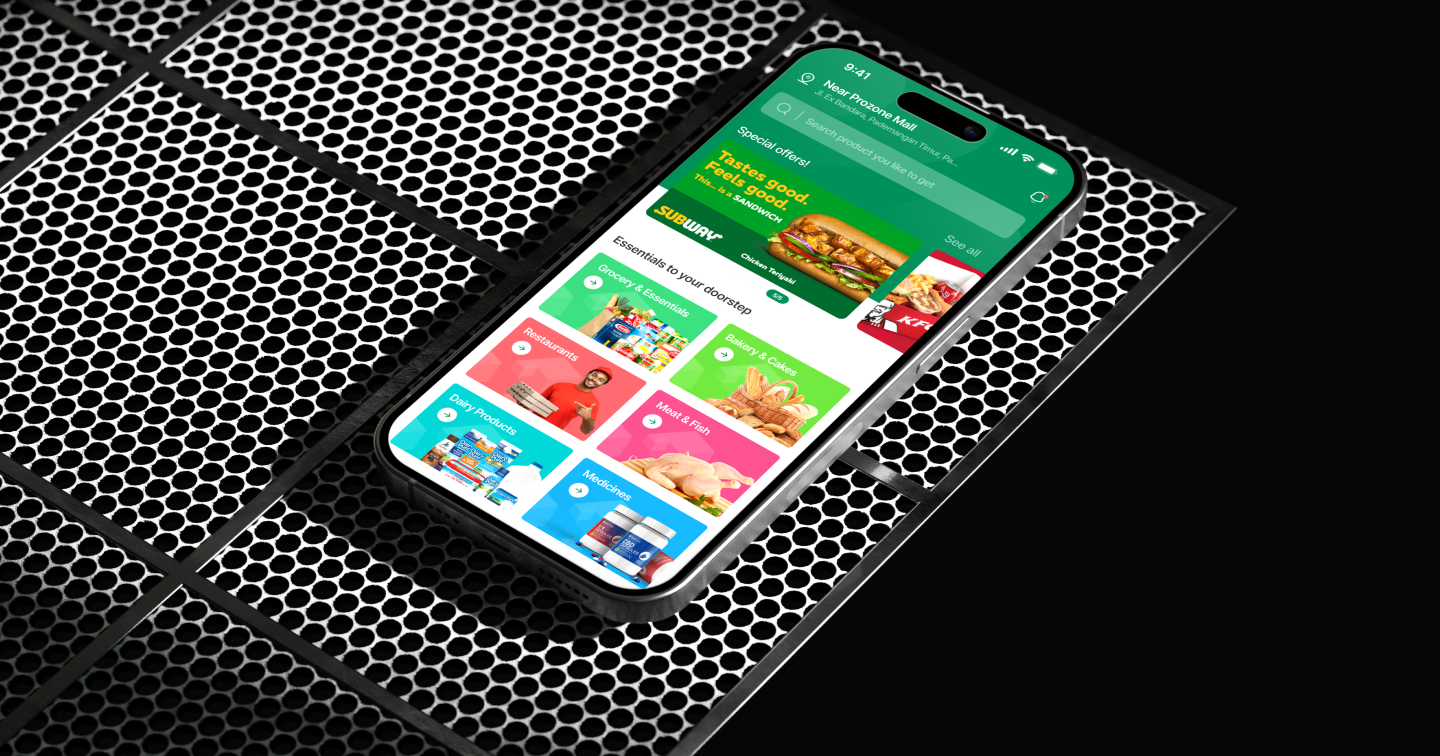 9:41
Near Prozone Mall
Jl. Ex Bandara, Pademangan Timur, Pa...
Search product you like to get
Special offers!
See all
Tastes good.
Feels good.
This... is a SANDWICH
SUBWAY
Chicken Teriyaki
KFC
5/5
Essentials to your doorstep
Grocery & Essentials
Bakery & Cakes
Restaurants
Meat & Fish
Dairy Products
Medicines
CBD